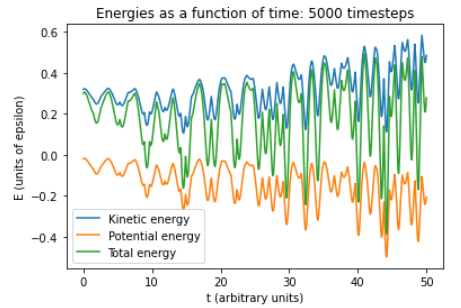 Energies as a function of time: 5000 timesteps
0.6
0.4
0.2
0.0
−0.2
−0.4
E (units of epsilon)
Kinetic energy
Potential energy
Total energy
0 10 20 30 40 50
t (arbitrary units)